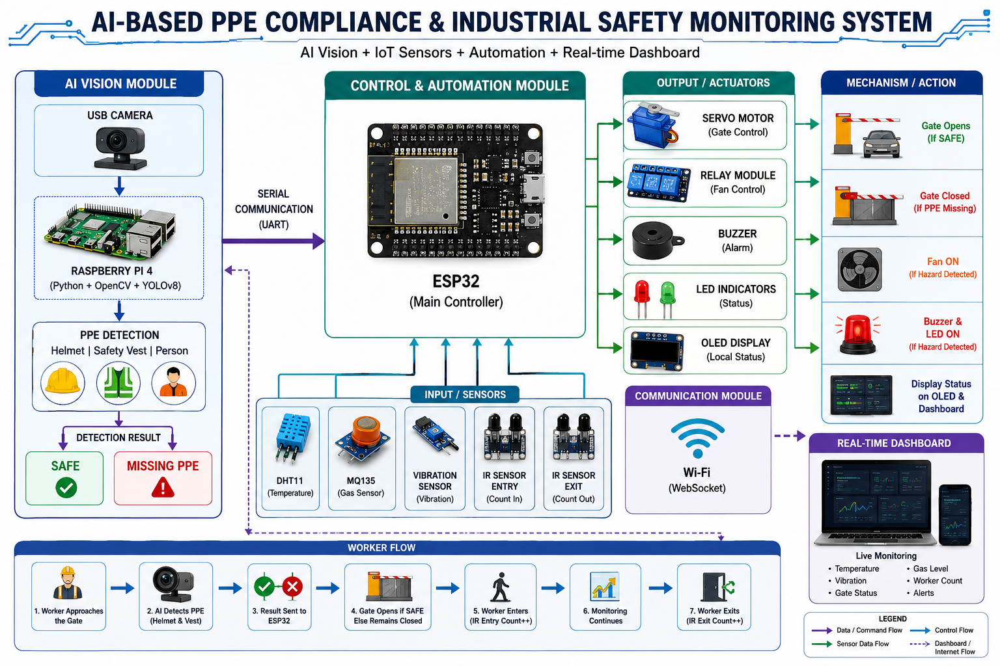 AI-BASED PPE COMPLIANCE & INDUSTRIAL SAFETY MONITORING SYSTEM
AI Vision + IoT Sensors + Automation + Real-time Dashboard
AI VISION MODULE
USB CAMERA
RASPBERRY PI 4
(Python + OpenCV + YOLOv8)
PPE DETECTION
Helmet | Safety Vest | Person
DETECTION RESULT
SAFE
MISSING PPE
SERIAL
COMMUNICATION
(UART)
CONTROL & AUTOMATION MODULE
ESP32
(Main Controller)
INPUT / SENSORS
DHT11
(Temperature)
MQ135
(Gas Sensor)
VIBRATION
SENSOR
(Vibration)
IR SENSOR
ENTRY
(Count In)
IR SENSOR
EXIT
(Count Out)
OUTPUT / ACTUATORS
SERVO MOTOR
(Gate Control)
RELAY MODULE
(Fan Control)
BUZZER
(Alarm)
LED INDICATORS
(Status)
OLED DISPLAY
(Local Status)
MECHANISM / ACTION
Gate Opens
(If SAFE)
Gate Closed
(If PPE Missing)
Fan ON
(If Hazard Detected)
Buzzer &
LED ON
(If Hazard Detected)
Display Status
on OLED &
Dashboard
COMMUNICATION MODULE
Wi-Fi
(WebSocket)
REAL-TIME DASHBOARD
Live Monitoring
• Temperature
• Gas Level
• Vibration
• Worker Count
• Gate Status
• Alerts
WORKER FLOW
1. Worker Approaches
the Gate
2. AI Detects PPE
(Helmet & Vest)
3. Result Sent to
ESP32
4. Gate Opens if SAFE
Else Remains Closed
5. Worker Enters
(IR Entry Count++)
6. Monitoring
Continues
7. Worker Exits
(IR Exit Count++)
LEGEND
Data / Command Flow
Control Flow
Sensor Data Flow
Dashboard /
Internet Flow